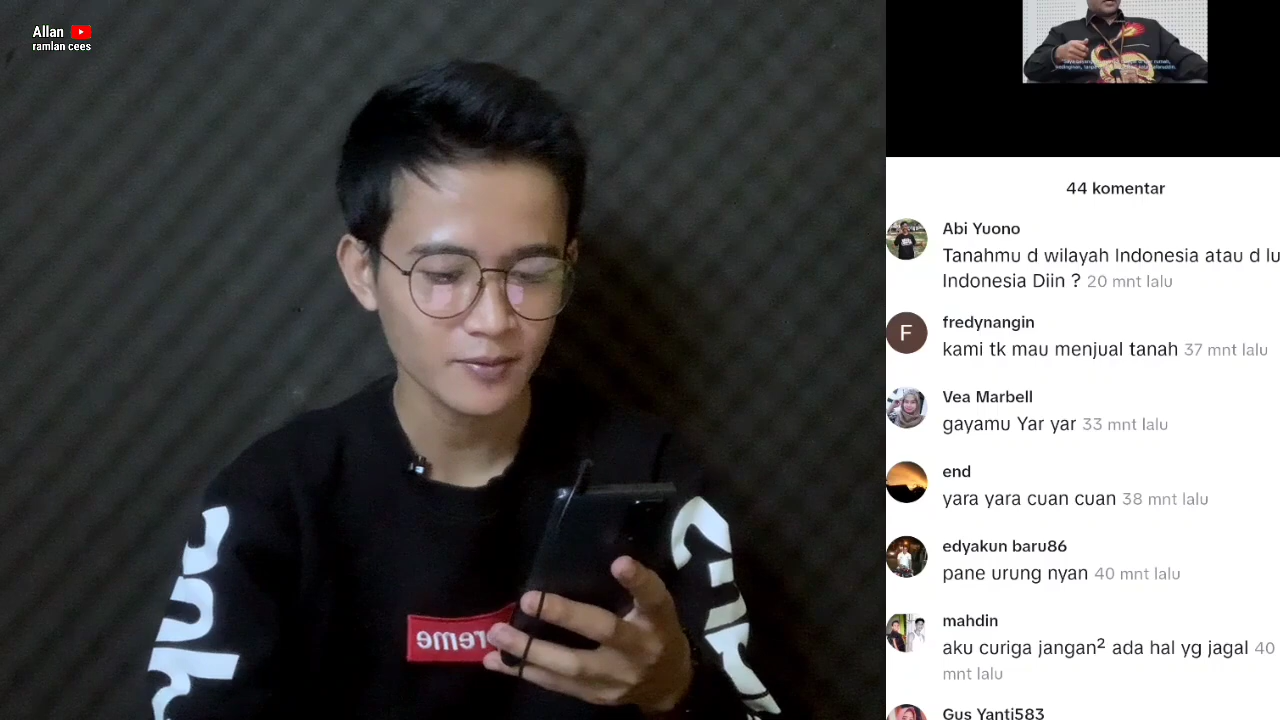 Allan
ramlan cees
44 komentar
Abi Yuono
Tanahmu d wilayah Indonesia atau d lu
Indonesia Diin ? 20 mnt lalu
F
fredynangin
kami tk mau menjual tanah 37 mnt lalu
Vea Marbell
gayamu Yar yar 33 mnt lalu
end
yara yara cuan cuan 38 mnt lalu
edyakun baru86
pane urung nyan 40 mnt lalu
mahdin
aku curiga jangan² ada hal yg jagal 40
mnt lalu
Gus Yanti583
reme